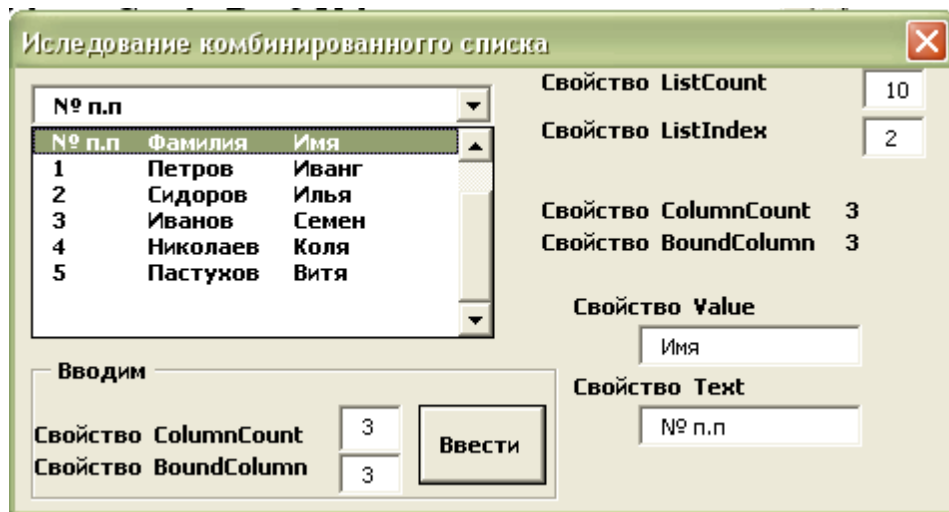 Иследование комбинированного списка
№ п.п
№ п.п Фамилия Имя
1 Петров Иванг
2 Сидоров Илья
3 Иванов Семен
4 Николаев Коля
5 Пастухов Витя
Свойство ListCount 10
Свойство ListIndex 2
Свойство ColumnCount 3
Свойство BoundColumn 3
Свойство Value
Имя
Свойство Text
№ п.п
Вводим
Свойство ColumnCount 3
Свойство BoundColumn 3
Ввести